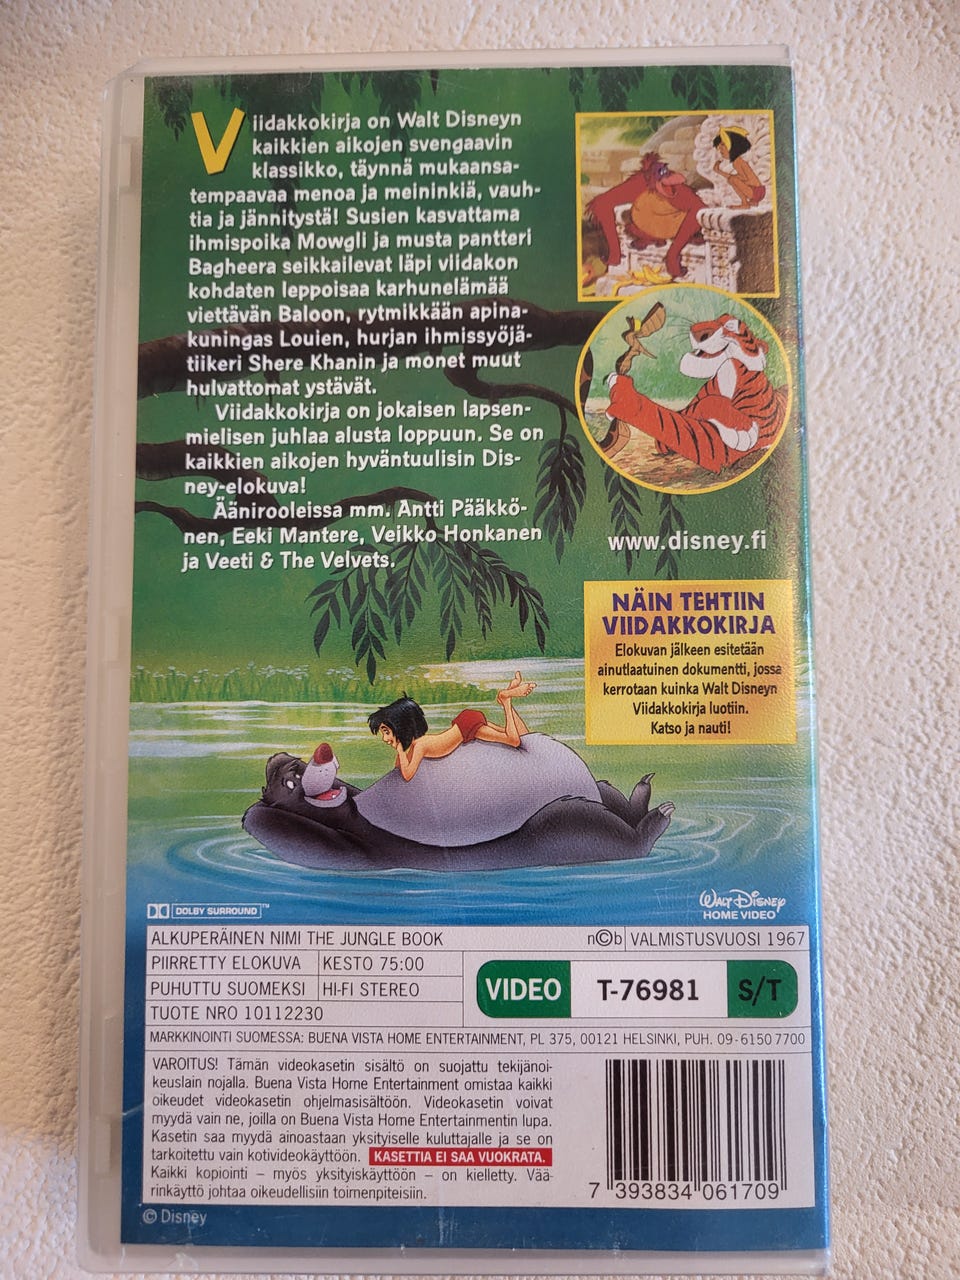 Viidakkokirja on Walt Disneyn
kaikkien aikojen svengaavin
klassikko, täynnä mukaansa-
tempaavaa menoa ja meininkiä, vauh-
tia ja jännitystä! Susien kasvattama
ihmispoika Mowgli ja musta pantteri
Bagheera seikkailevat läpi viidakon
kohdaten leppoisaa karhunelämää
viettävän Baloon, rytmikkään apina-
kuningas Louien, hurjan ihmissyöjä-
tiikeri Shere Khanin ja monet muut
hulvattomat ystävät.
Viidakkokirja on jokaisen lapsen-
mielisen juhlaa alusta loppuun. Se on
kaikkien aikojen hyväntuulisin Dis-
ney-elokuva!
Äänirooleissa mm. Antti Pääkkö-
nen, Eeki Mantere, Veikko Honkanen
ja Veeti & The Velvets.
www.disney.fi
NÄIN TEHTIIN
VIIDAKKOKIRJA
Elokuvan jälkeen esitetään
ainutlaatuinen dokumentti, jossa
kerrotaan kuinka Walt Disneyn
Viidakkokirja luotiin.
Katso ja nauti!
DOLBY SURROUND™
WALT DISNEY
HOME VIDEO
ALKUPERÄINEN NIMI THE JUNGLE BOOK
n©b VALMISTUSVUOSI 1967
PIIRRETTY ELOKUVA KESTO 75:00
PUHUTTU SUOMEKSI HI-FI STEREO
TUOTE NRO 10112230
VIDEO T-76981 S/T
MARKKINOINTI SUOMESSA: BUENA VISTA HOME ENTERTAINMENT, PL 375, 00121 HELSINKI, PUH. 09-6150 7700
VAROITUS! Tämän videokasetin sisältö on suojattu tekijänoi-
keuslain nojalla. Buena Vista Home Entertainment omistaa kaikki
oikeudet videokasetin ohjelmasisältöön. Videokasetin voivat
myydä vain ne, joilla on Buena Vista Home Entertainmentin lupa.
Kasetin saa myydä ainoastaan yksityiselle kuluttajalle ja se on
tarkoitettu vain kotivideokäyttöön. KASETTIA EI SAA VUOKRATA.
Kaikki kopiointi – myös yksityiskäyttöön – on kielletty. Vää-
rinkäyttö johtaa oikeudellisiin toimenpiteisiin.
7 393834 061709
© Disney